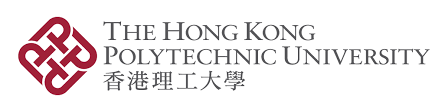 THE HONG KONG
POLYTECHNIC UNIVERSITY
香港理工大學